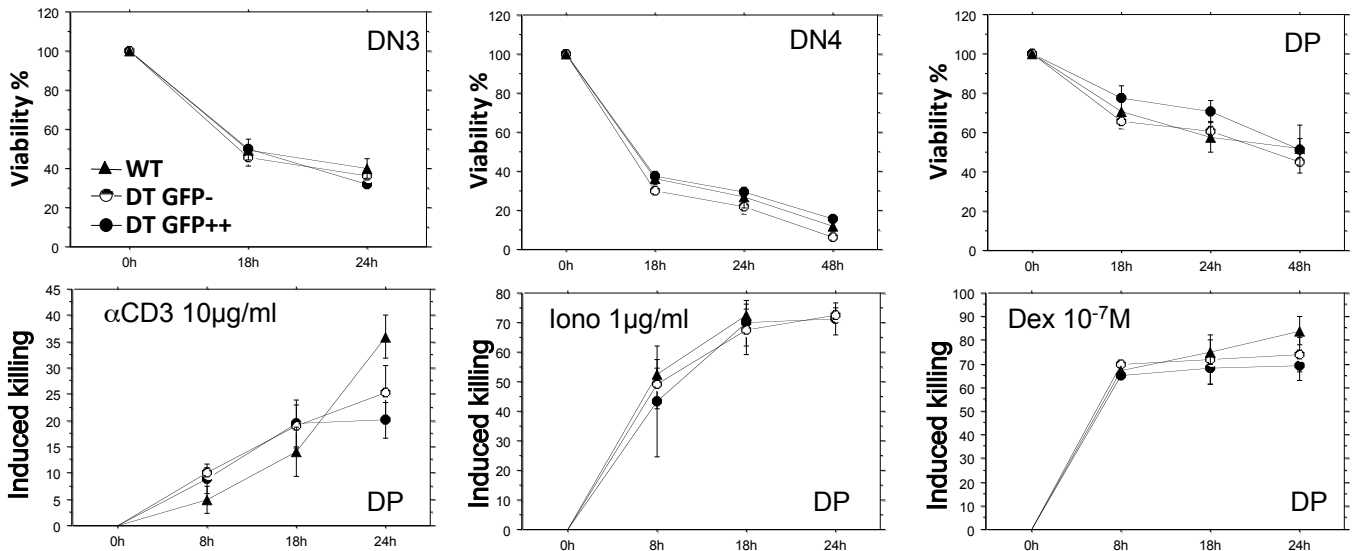 Viability %
120
100
80
60
40
20
0
0h 18h 24h
DN3
WT
DT GFP-
DT GFP++
Viability %
120
100
80
60
40
20
0
0h 18h 24h 48h
DN4
Viability %
120
100
80
60
40
20
0
0h 18h 24h 48h
DP
Induced killing
45
40
35
30
25
20
15
10
5
0
0h 8h 18h 24h
αCD3 10µg/ml
DP
Induced killing
80
70
60
50
40
30
20
10
0
0h 8h 18h 24h
Iono 1µg/ml
DP
Induced killing
100
90
80
70
60
50
40
30
20
10
0
0h 8h 18h 24h
Dex 10⁻⁷M
DP